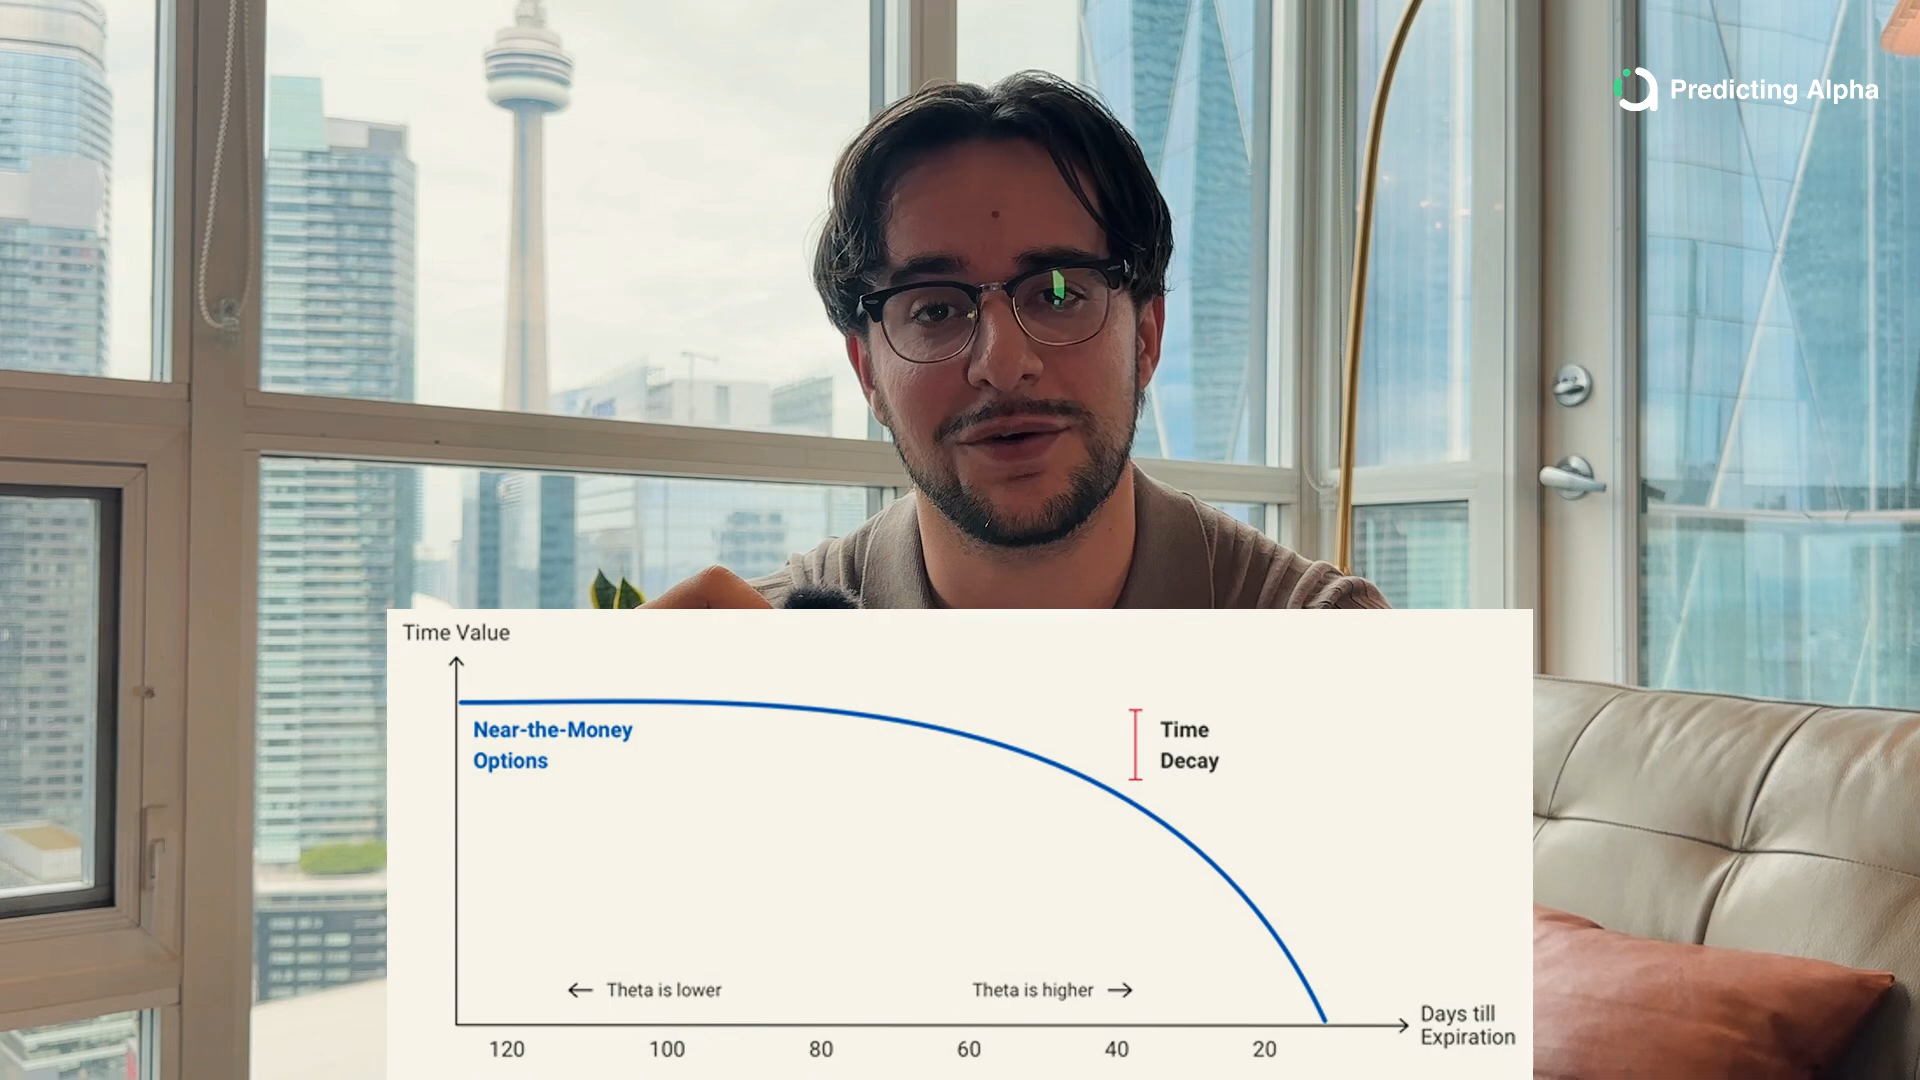 Predicting Alpha
Time Value
Near-the-Money
Options
Time
Decay
← Theta is lower
Theta is higher →
Days till
Expiration
120 100 80 60 40 20